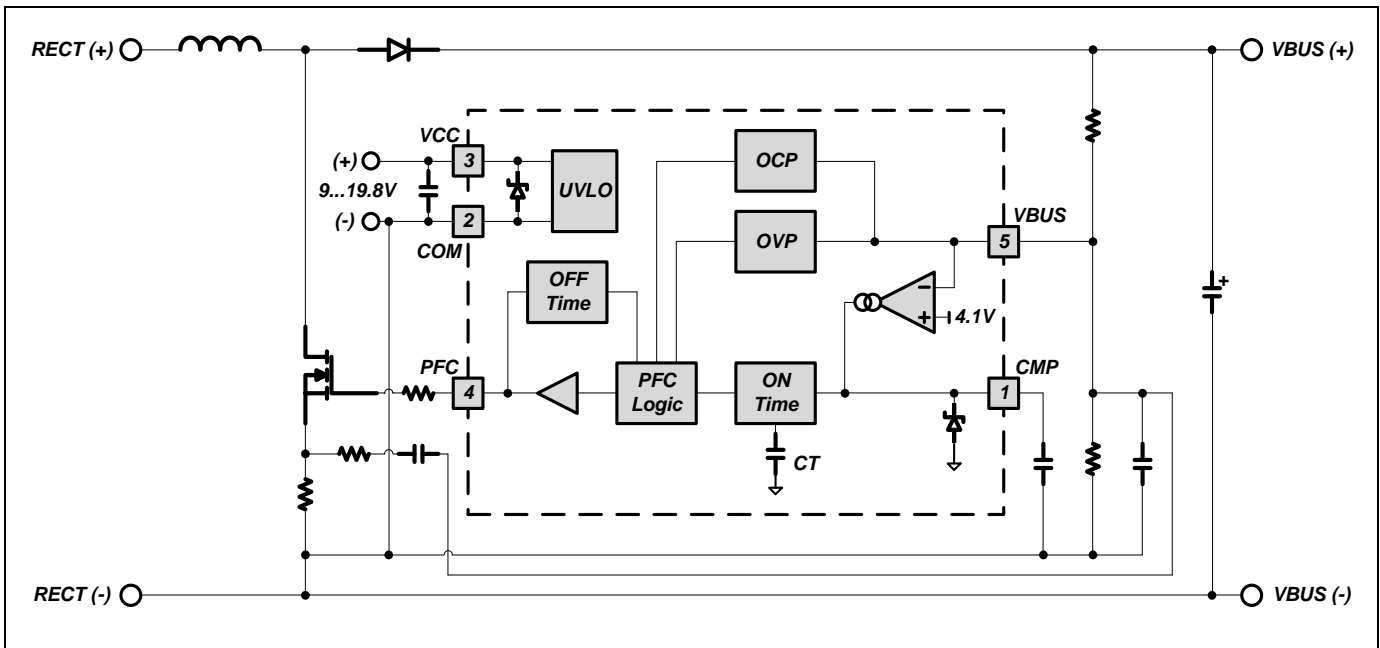 RECT (+)
VBUS (+)
VCC
(+)
3
9...19.8V
UVLO
(-)
2
COM
OCP
OVP
VBUS
5
OFF
Time
−
+
4.1V
PFC
4
PFC
Logic
ON
Time
CMP
1
CT
+
RECT (-)
VBUS (-)